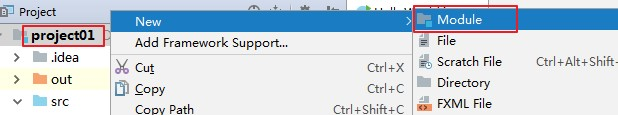 Project
project01
.idea
out
src
New
Add Framework Support...
Cut Ctrl+X
Copy Ctrl+C
Copy Path Ctrl+Shift+C
Module
File
Scratch File Ctrl+Alt+Shift+
Directory
FXML File